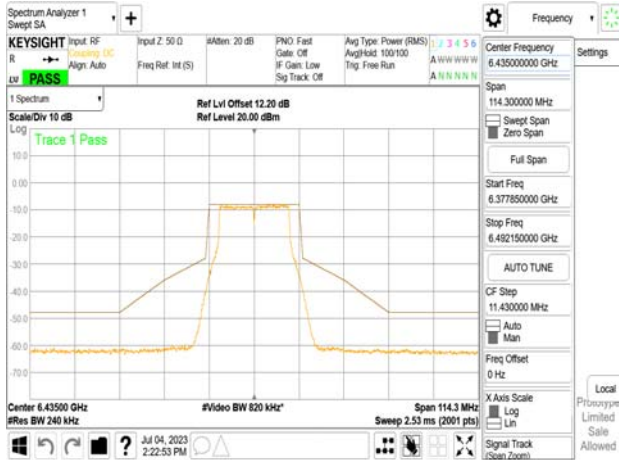 Spectrum Analyzer 1
Swept SA
+
Frequency
KEYSIGHT
Input: RF
Coupling: DC
Align: Auto
Input Z: 50 Ω
Freq Ref: Int (S)
#Atten: 20 dB
PNO: Fast
Gate: Off
IF Gain: Low
Sig Track: Off
Avg Type: Power (RMS)
Avg|Hold: 100/100
Trig: Free Run
1 2 3 4 5 6
A W W W W W
A N N N N N
R
LU
PASS
1 Spectrum
Scale/Div 10 dB
Ref Lvl Offset 12.20 dB
Ref Level 20.00 dBm
Log
Trace 1 Pass
10.0
0.00
-10.0
-20.0
-30.0
-40.0
-50.0
-60.0
-70.0
Center 6.43500 GHz
#Res BW 240 kHz
#Video BW 820 kHz*
Span 114.3 MHz
Sweep 2.53 ms (2001 pts)
?
Jul 04, 2023
2:22:53 PM
Center Frequency
6.435000000 GHz
Settings
Span
114.300000 MHz
Swept Span
Zero Span
Full Span
Start Freq
6.377850000 GHz
Stop Freq
6.492150000 GHz
AUTO TUNE
CF Step
11.430000 MHz
Auto
Man
Freq Offset
0 Hz
X Axis Scale
Log
Lin
Signal Track
(Span Zoom)
Local
Prototype
Limited
Sale
Allowed